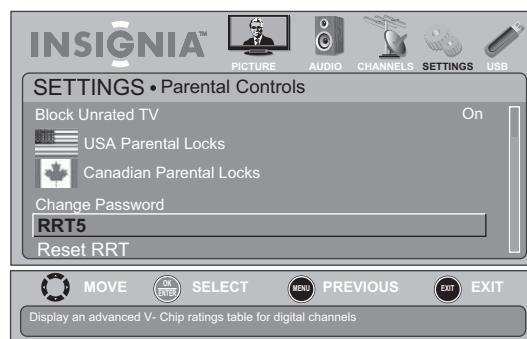 INSIGNIA™
PICTURE AUDIO CHANNELS SETTINGS USB
SETTINGS • Parental Controls
Block Unrated TV On
USA Parental Locks
Canadian Parental Locks
Change Password
RRT5
Reset RRT
MOVE OK ENTER SELECT MENU PREVIOUS EXIT EXIT
Display an advanced V- Chip ratings table for digital channels